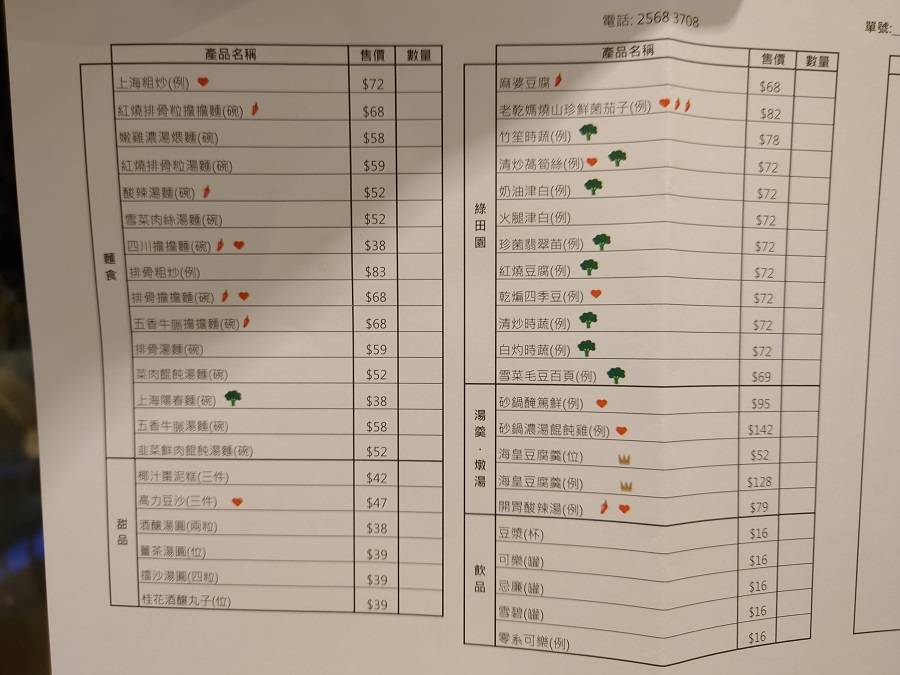 電話: 2568 3708
單號:
產品名稱 售價 數量
麵食
上海粗炒(例) $72
紅燒排骨粒擔擔麵(碗) $68
嫩雞濃湯煨麵(碗) $58
紅燒排骨粒湯麵(碗) $59
酸辣湯麵(碗) $52
雪菜肉絲湯麵(碗) $52
四川擔擔麵(碗) $38
排骨粗炒(例) $83
排骨擔擔麵(碗) $68
五香牛𦟌擔擔麵(碗) $68
排骨湯麵(碗) $59
菜肉餛飩湯麵(碗) $52
上海陽春麵(碗) $38
五香牛𦟌湯麵(碗) $58
韭菜鮮肉餛飩湯麵(碗) $52
甜品
椰汁棗泥糕(三件) $42
高力豆沙(三件) $47
酒釀湯圓(兩粒) $38
薑茶湯圓(位) $39
擂沙湯圓(四粒) $39
桂花酒釀丸子(位) $39
產品名稱 售價 數量
綠田園
麻婆豆腐 $68
老乾媽燒山珍鮮菌茄子(例) $82
竹笙時蔬(例) $78
清炒萵筍絲(例) $72
奶油津白(例) $72
火腿津白(例) $72
珍菌翡翠苗(例) $72
紅燒豆腐(例) $72
乾煸四季豆(例) $72
清炒時蔬(例) $72
白灼時蔬(例) $72
雪菜毛豆百頁(例) $69
湯羹·燉湯
砂鍋醃篤鮮(例) $95
砂鍋濃湯餛飩雞(例) $142
海皇豆腐羹(位) $52
海皇豆腐羹(例) $128
開胃酸辣湯(例) $79
飲品
豆漿(杯) $16
可樂(罐) $16
忌廉(罐) $16
雪碧(罐) $16
零系可樂(例) $16